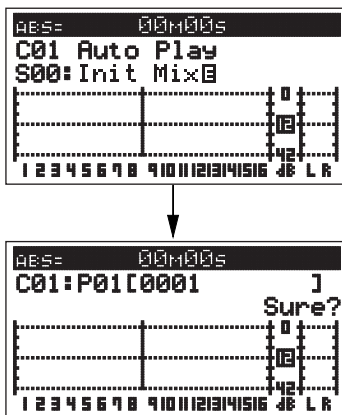 ABS= 00M00s
C01 Auto Play
S00:Init MixE
0
12
42
1 2 3 4 5 6 7 8 9 10 11 12 13 14 15 16 dB L R
ABS= 00M00s
C01:P01[0001 ]
Sure?
0
12
42
1 2 3 4 5 6 7 8 9 10 11 12 13 14 15 16 dB L R